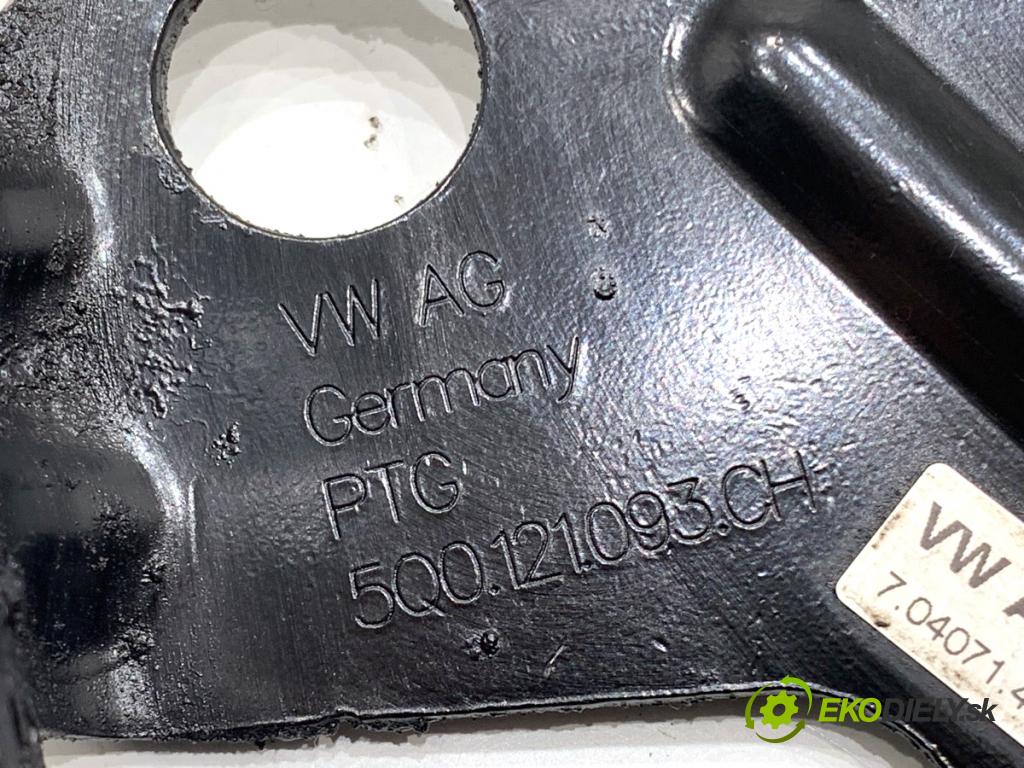 VW AG
Germany
PTG
5Q0.121.093.CH
VW
7.04071.4
EKODIELY.sk